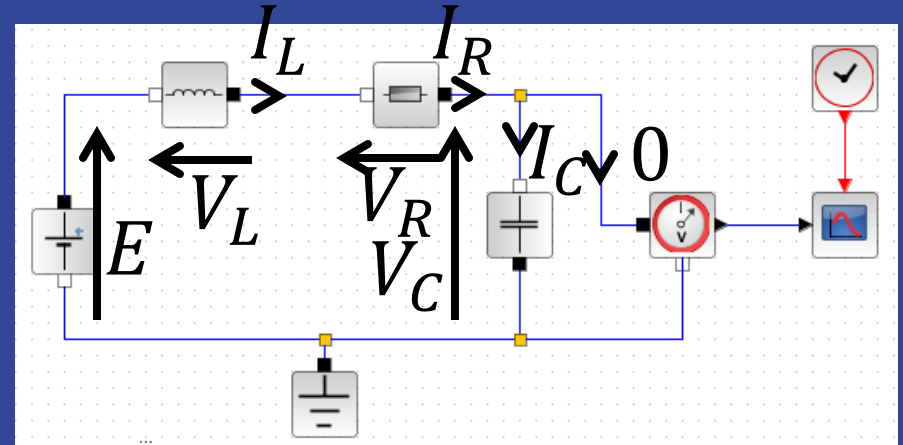 I_L I_R
I_C 0
V_L V_R
E V_C
V
...